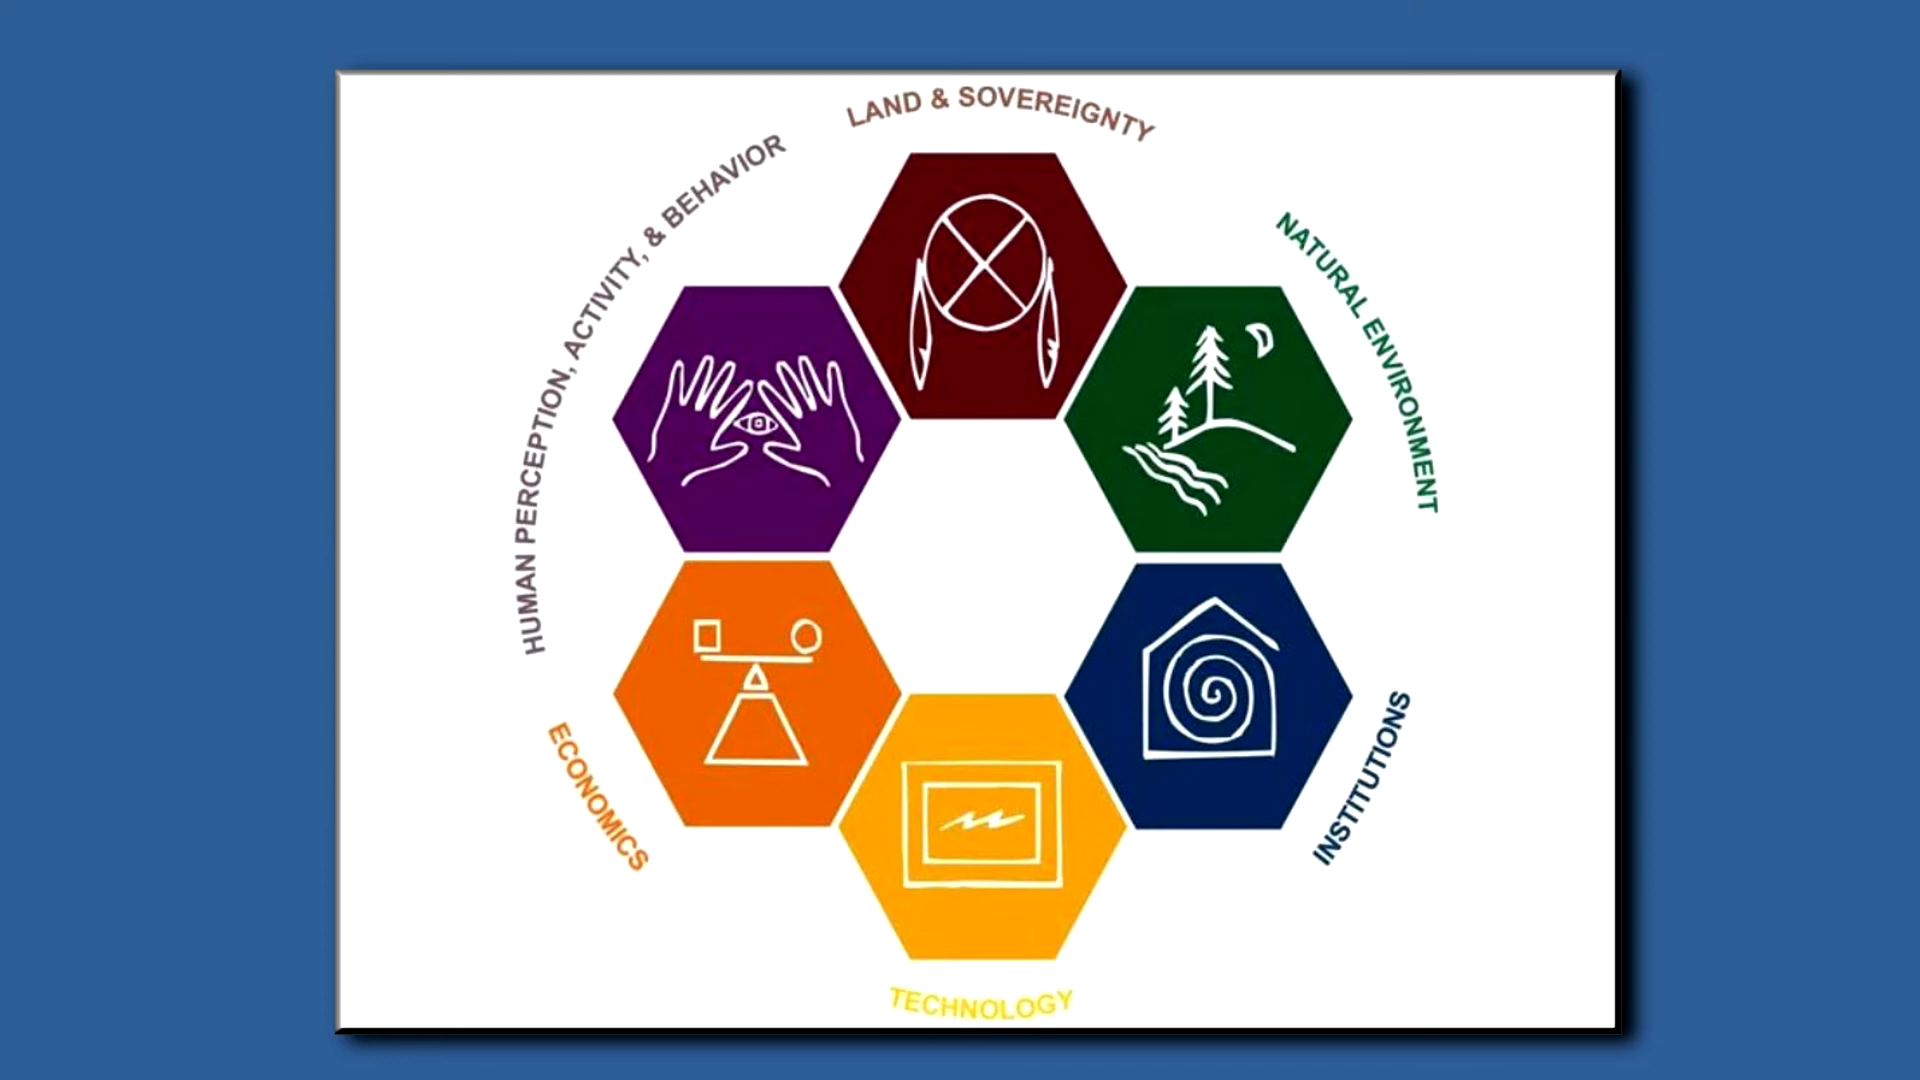 LAND & SOVEREIGNTY
NATURAL ENVIRONMENT
INSTITUTIONS
TECHNOLOGY
ECONOMICS
HUMAN PERCEPTION, ACTIVITY, & BEHAVIOR